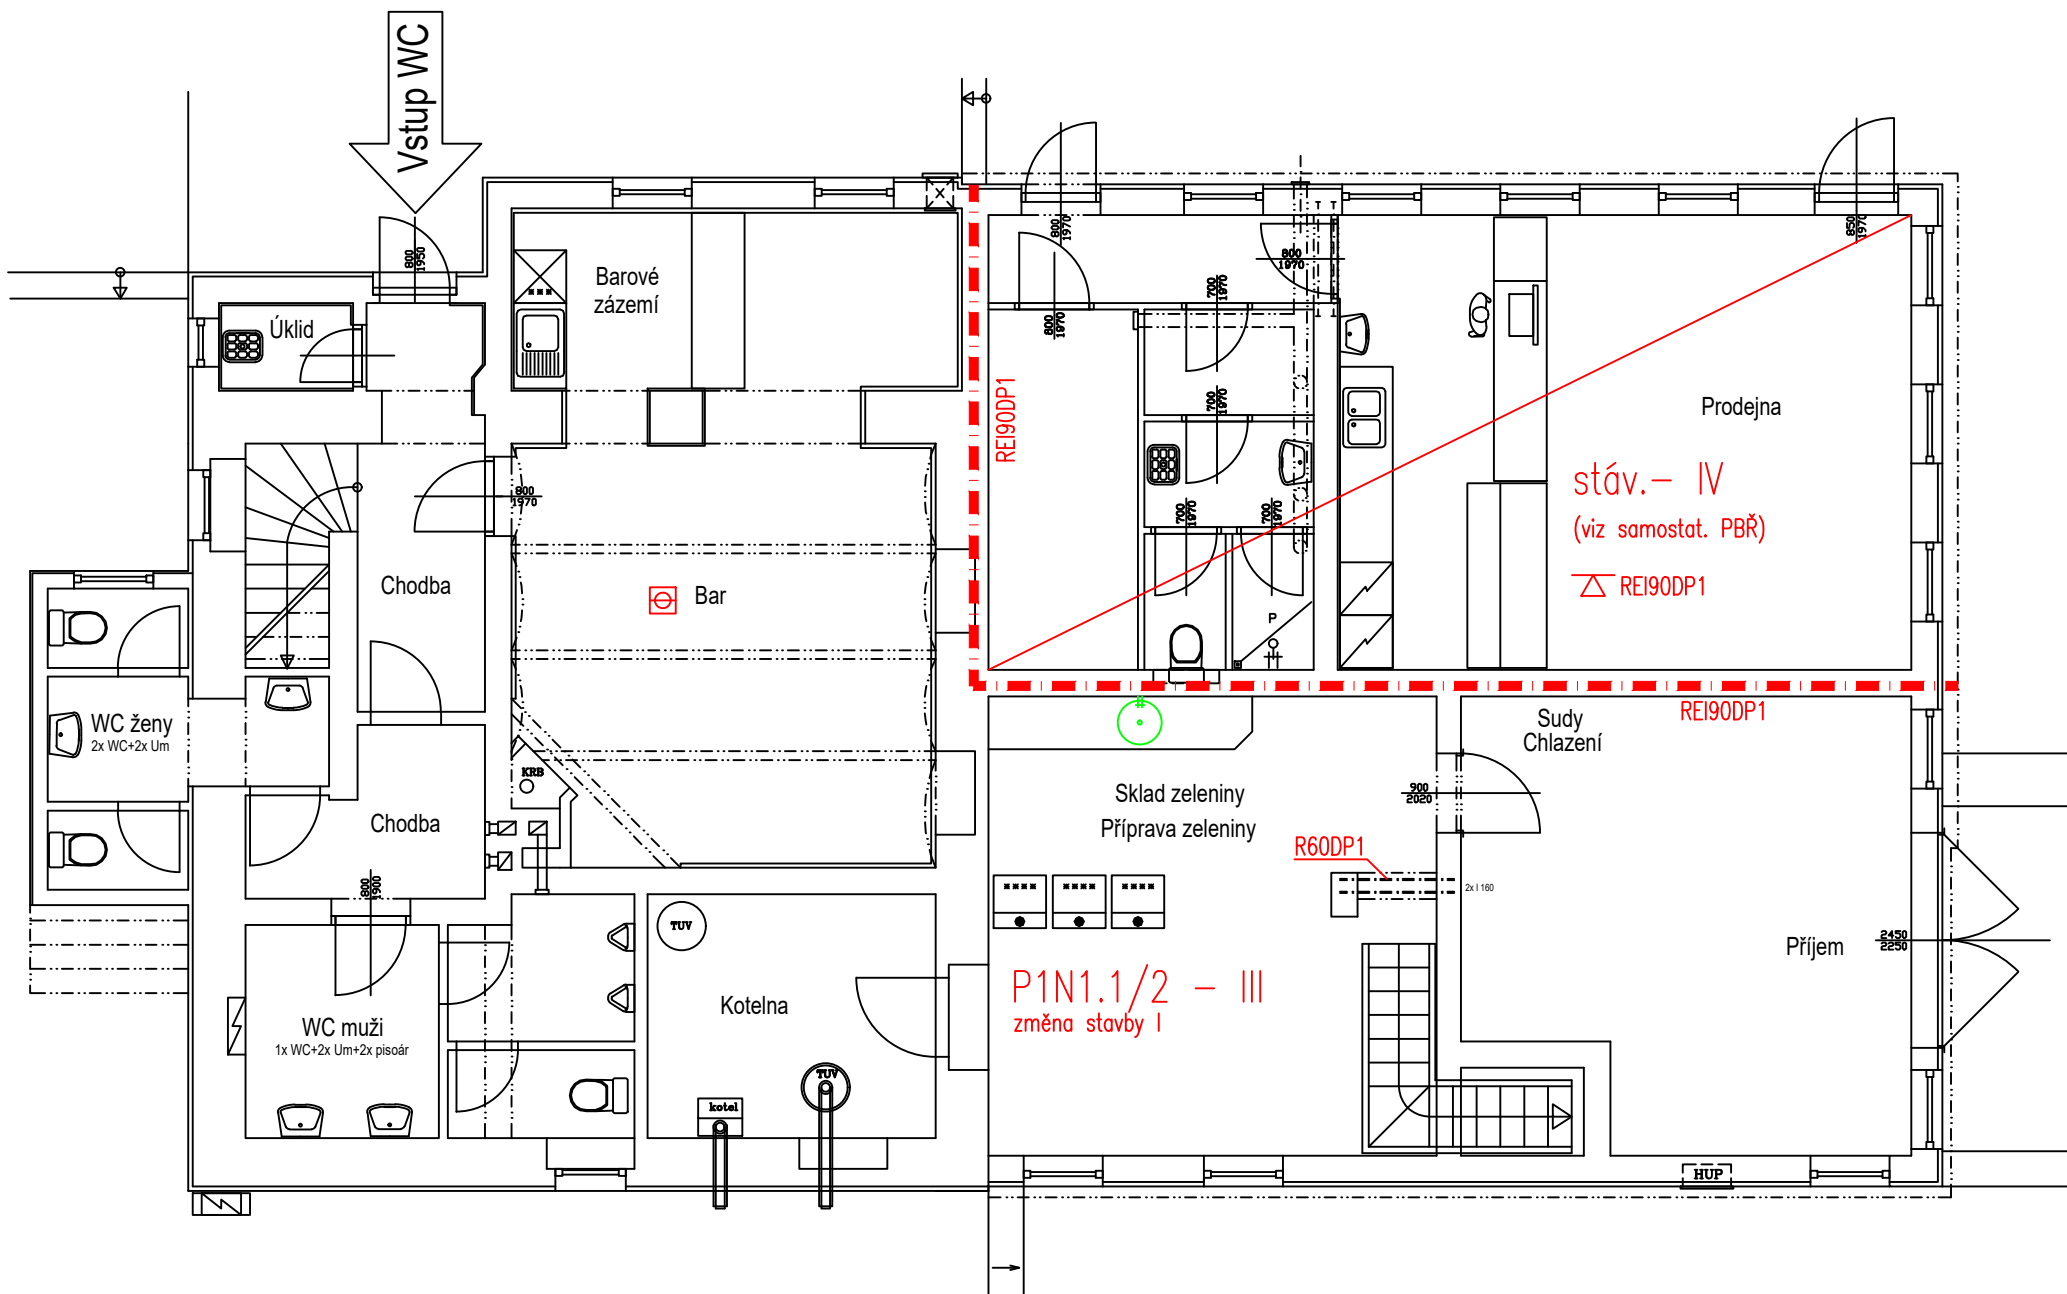 Vstup WC
800
1950
800
1970
850
1970
Barové
zázemí
Úklid
800
1970
700
1970
800
1970
REI90DP1
700
1970
Prodejna
stáv.– IV
(viz samostat. PBŘ)
REI90DP1
800
1970
700
1970
700
1970
Chodba
Bar
P
WC ženy
2x WC+2x Um
REI90DP1
Sudy
Chlazení
KRB
Sklad zeleniny
Příprava zeleniny
900
2020
Chodba
R60DP1
2x I 160
800
1900
TUV
Příjem
2450
2250
P1N1.1/2 – III
změna stavby I
Kotelna
WC muži
1x WC+2x Um+2x pisoár
TUV
kotel
HUP